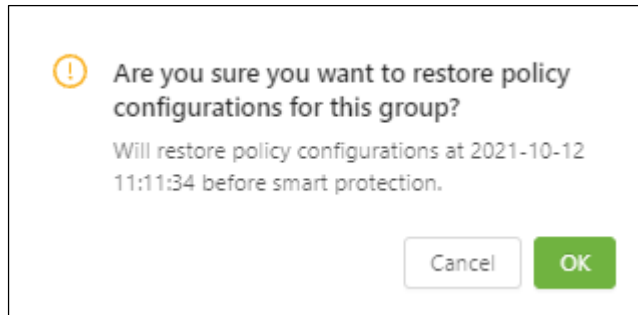 Are you sure you want to restore policy
configurations for this group?
Will restore policy configurations at 2021-10-12
11:11:34 before smart protection.
Cancel
OK